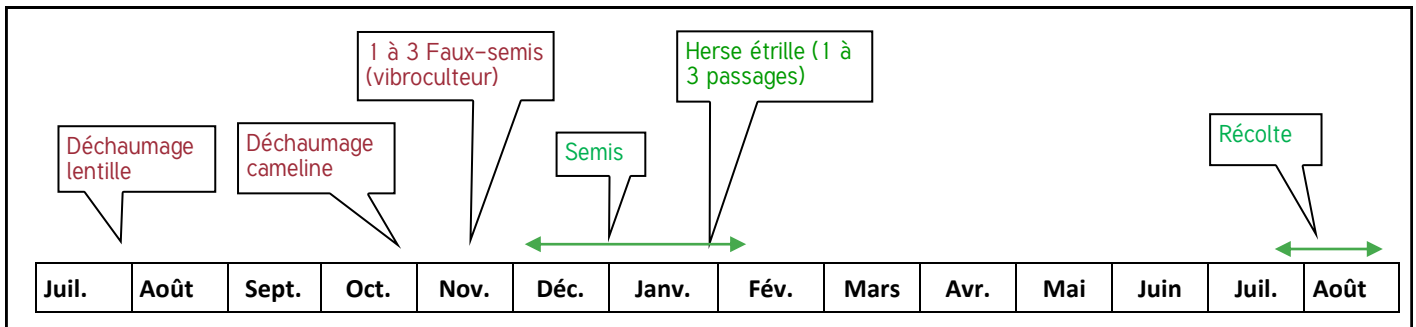 1 à 3 Faux-semis
(vibroculteur)
Herse étrille (1 à
3 passages)
Déchaumage
lentille
Déchaumage
cameline
Semis
Récolte
Juil. Août Sept. Oct. Nov. Déc. Janv. Fév. Mars Avr. Mai Juin Juil. Août